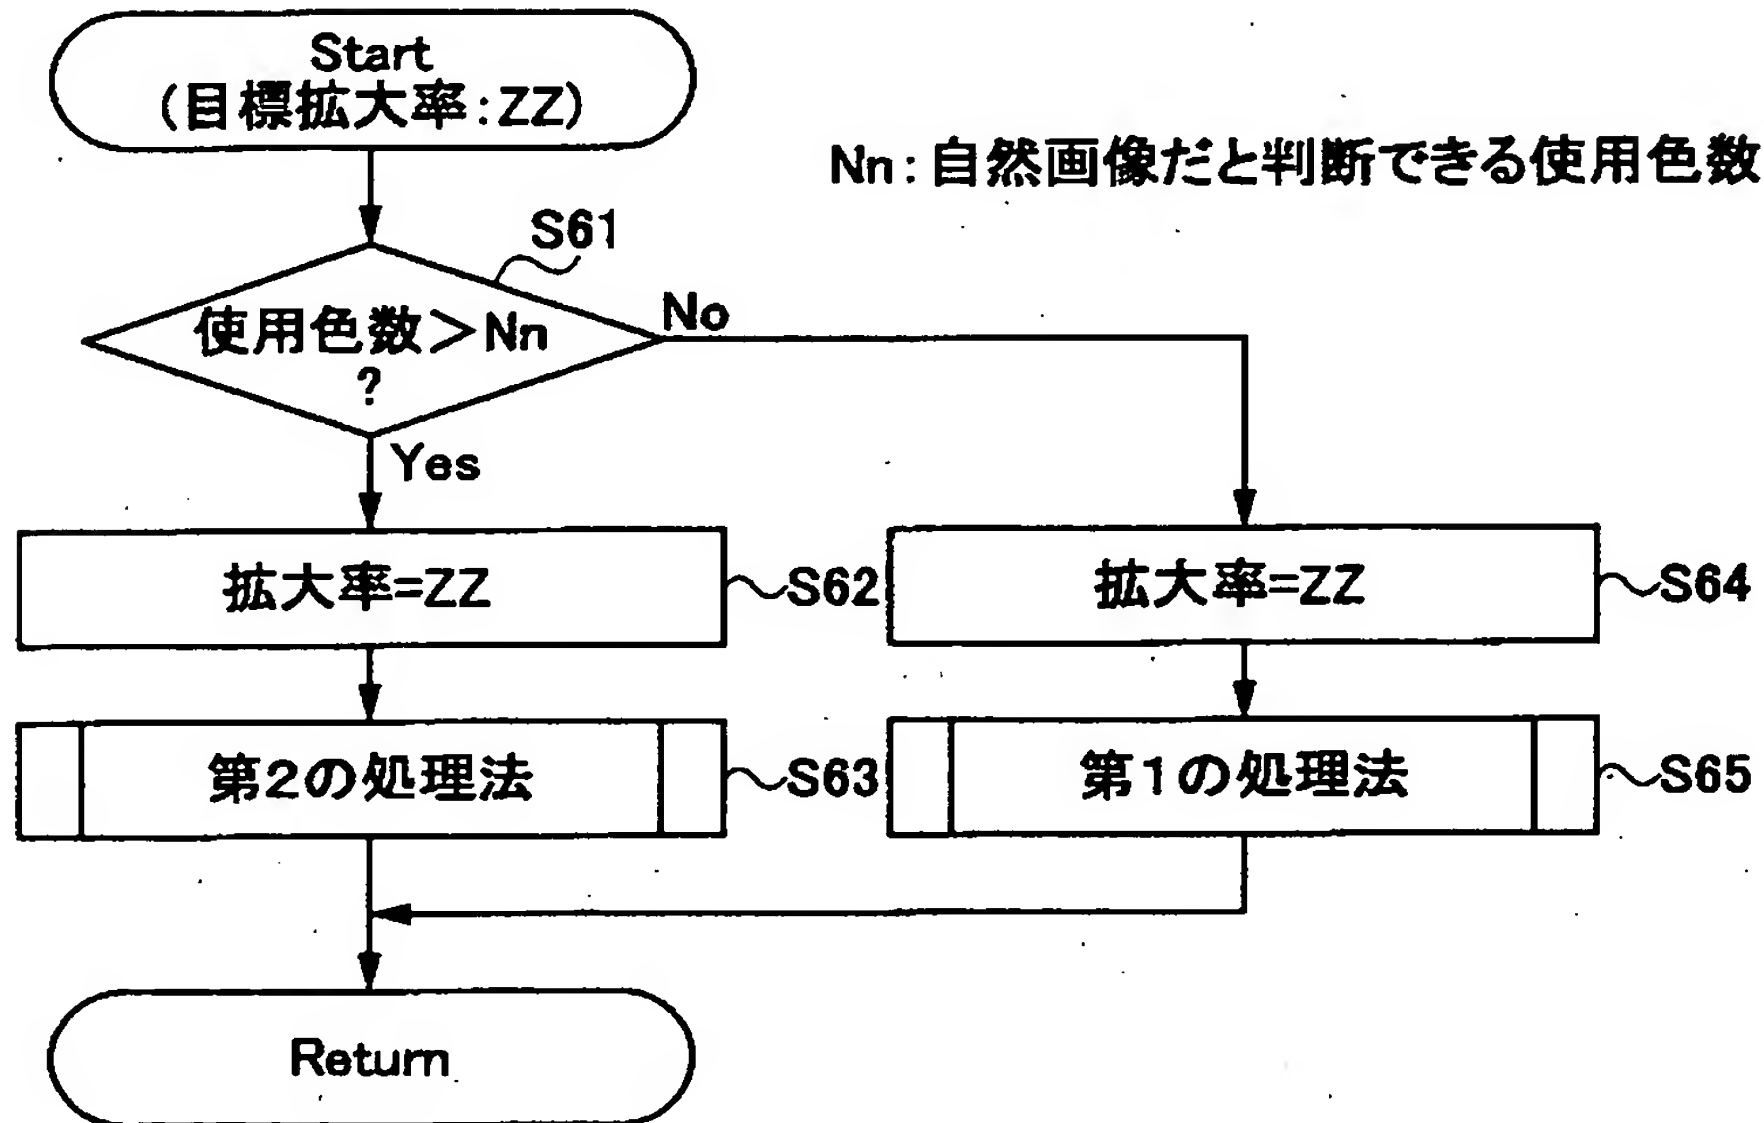 Start
(目標拡大率:ZZ)
Nn:自然画像だと判断できる使用色数
S61
使用色数>Nn
?
No
Yes
拡大率=ZZ
S62
拡大率=ZZ
S64
第2の処理法
S63
第1の処理法
S65
Return